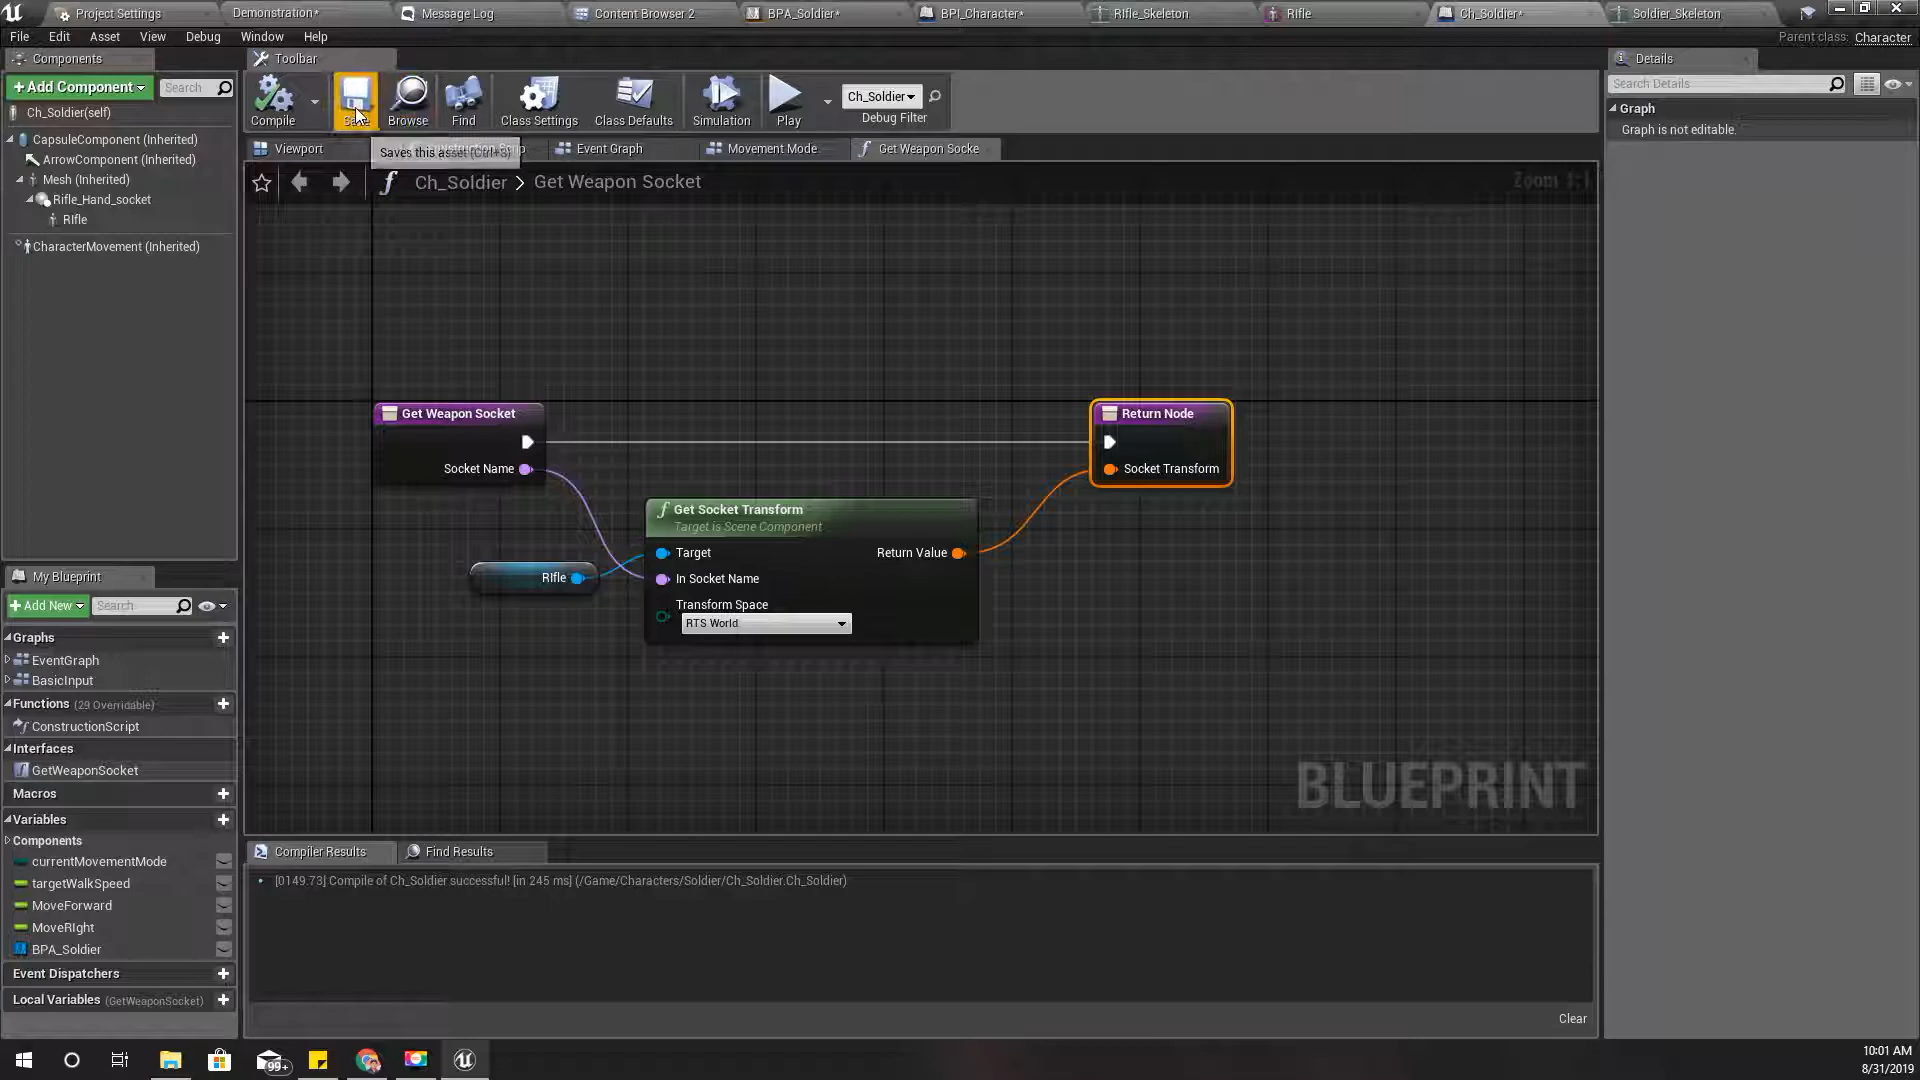 Project Settings
Demonstration*
Message Log
Content Browser 2
BPA_Soldier*
BPI_Character*
RIfle_Skeleton
RIfle
Ch_Soldier*
Soldier_Skeleton
File Edit Asset View Debug Window Help
Parent class: Character
Components
Toolbar
Details
+Add Component
Search
Compile
Save
Browse
Find
Class Settings
Class Defaults
Simulation
Play
Ch_Soldier
Debug Filter
Search Details
Graph
Graph is not editable.
Ch_Soldier(self)
CapsuleComponent (Inherited)
ArrowComponent (Inherited)
Mesh (Inherited)
Rifle_Hand_socket
RIfle
CharacterMovement (Inherited)
Viewport
Saves this asset (Ctrl+S)
Event Graph
Movement Mode
Get Weapon Socke
Ch_Soldier > Get Weapon Socket
Zoom 1:1
Get Weapon Socket
Socket Name
Return Node
Socket Transform
Get Socket Transform
Target is Scene Component
Target
Return Value
RIfle
In Socket Name
Transform Space
RTS World
BLUEPRINT
My Blueprint
+Add New
Search
Graphs
EventGraph
BasicInput
Functions (29 Overridable)
ConstructionScript
Interfaces
GetWeaponSocket
Macros
Variables
Components
currentMovementMode
targetWalkSpeed
MoveForward
MoveRIght
BPA_Soldier
Event Dispatchers
Local Variables (GetWeaponSocket)
Compiler Results
Find Results
[0149.73] Compile of Ch_Soldier successful! [in 245 ms] (/Game/Characters/Soldier/Ch_Soldier.Ch_Soldier)
Clear
99+
10:01 AM
8/31/2019